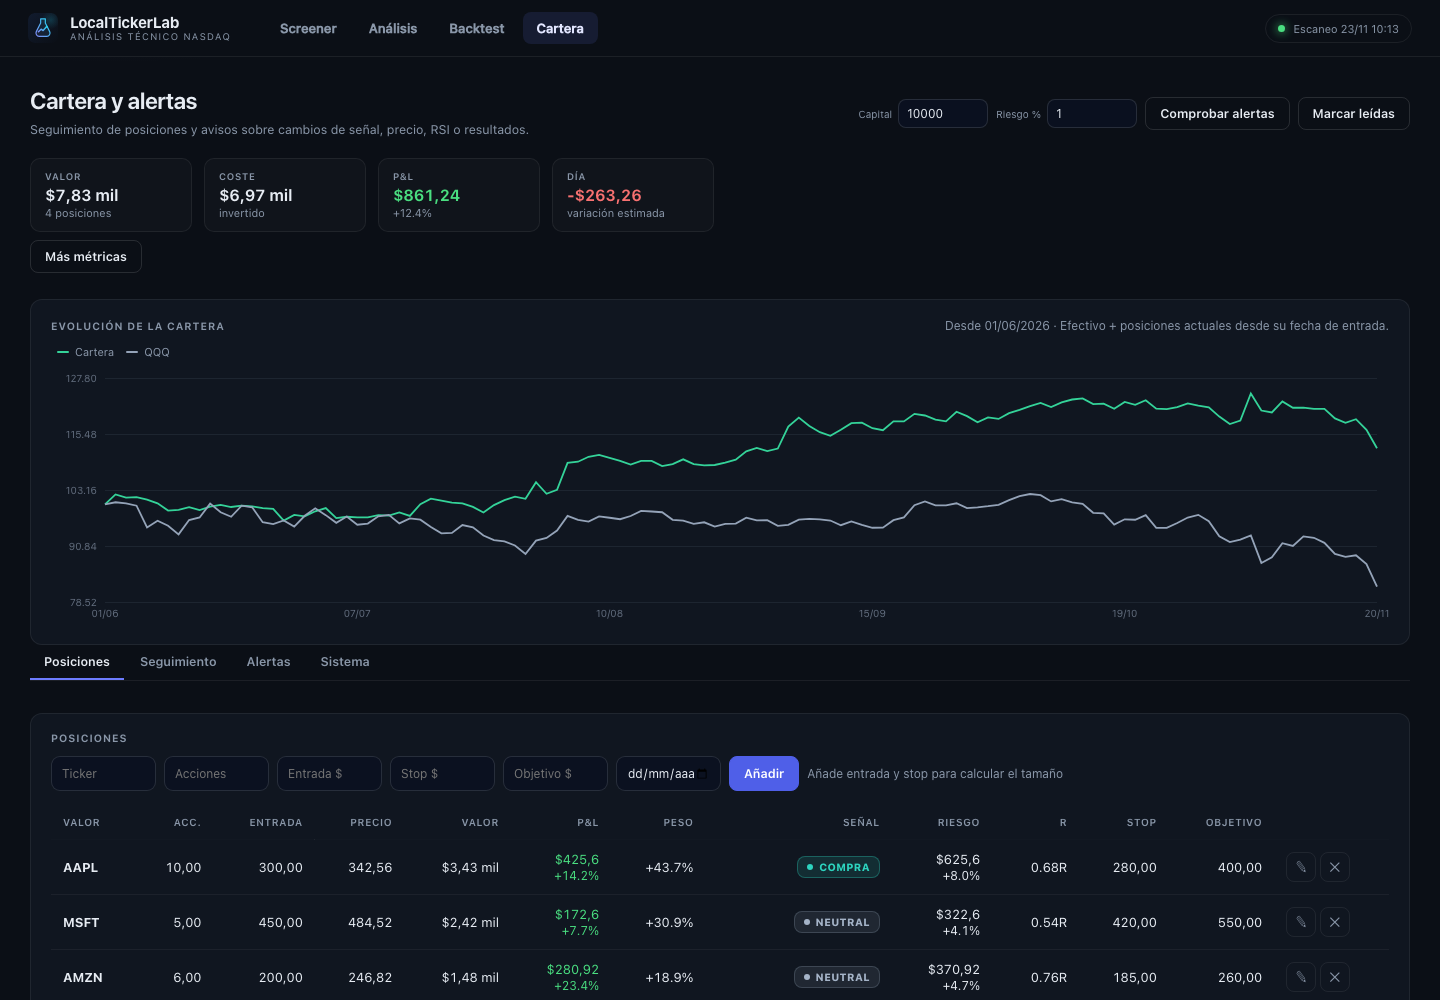 LocalTickerLab
ANÁLISIS TÉCNICO NASDAQ
Screener
Análisis
Backtest
Cartera
Escaneo 23/11 10:13
Cartera y alertas
Seguimiento de posiciones y avisos sobre cambios de señal, precio, RSI o resultados.
Capital
10000
Riesgo %
1
Comprobar alertas
Marcar leídas
VALOR
$7,83 mil
4 posiciones
COSTE
$6,97 mil
invertido
P&L
$861,24
+12.4%
DÍA
-$263,26
variación estimada
Más métricas
EVOLUCIÓN DE LA CARTERA
Desde 01/06/2026 · Efectivo + posiciones actuales desde su fecha de entrada.
Cartera
QQQ
127.80
115.48
103.16
90.84
78.52
01/06
07/07
10/08
15/09
19/10
20/11
Posiciones
Seguimiento
Alertas
Sistema
POSICIONES
Ticker
Acciones
Entrada $
Stop $
Objetivo $
dd/mm/aaa
Añadir
Añade entrada y stop para calcular el tamaño
VALOR ACC. ENTRADA PRECIO VALOR P&L PESO SEÑAL RIESGO R STOP OBJETIVO
AAPL 10,00 300,00 342,56 $3,43 mil $425,6 +14.2% +43.7% COMPRA $625,6 +8.0% 0.68R 280,00 400,00
MSFT 5,00 450,00 484,52 $2,42 mil $172,6 +7.7% +30.9% NEUTRAL $322,6 +4.1% 0.54R 420,00 550,00
AMZN 6,00 200,00 246,82 $1,48 mil $280,92 +23.4% +18.9% NEUTRAL $370,92 +4.7% 0.76R 185,00 260,00